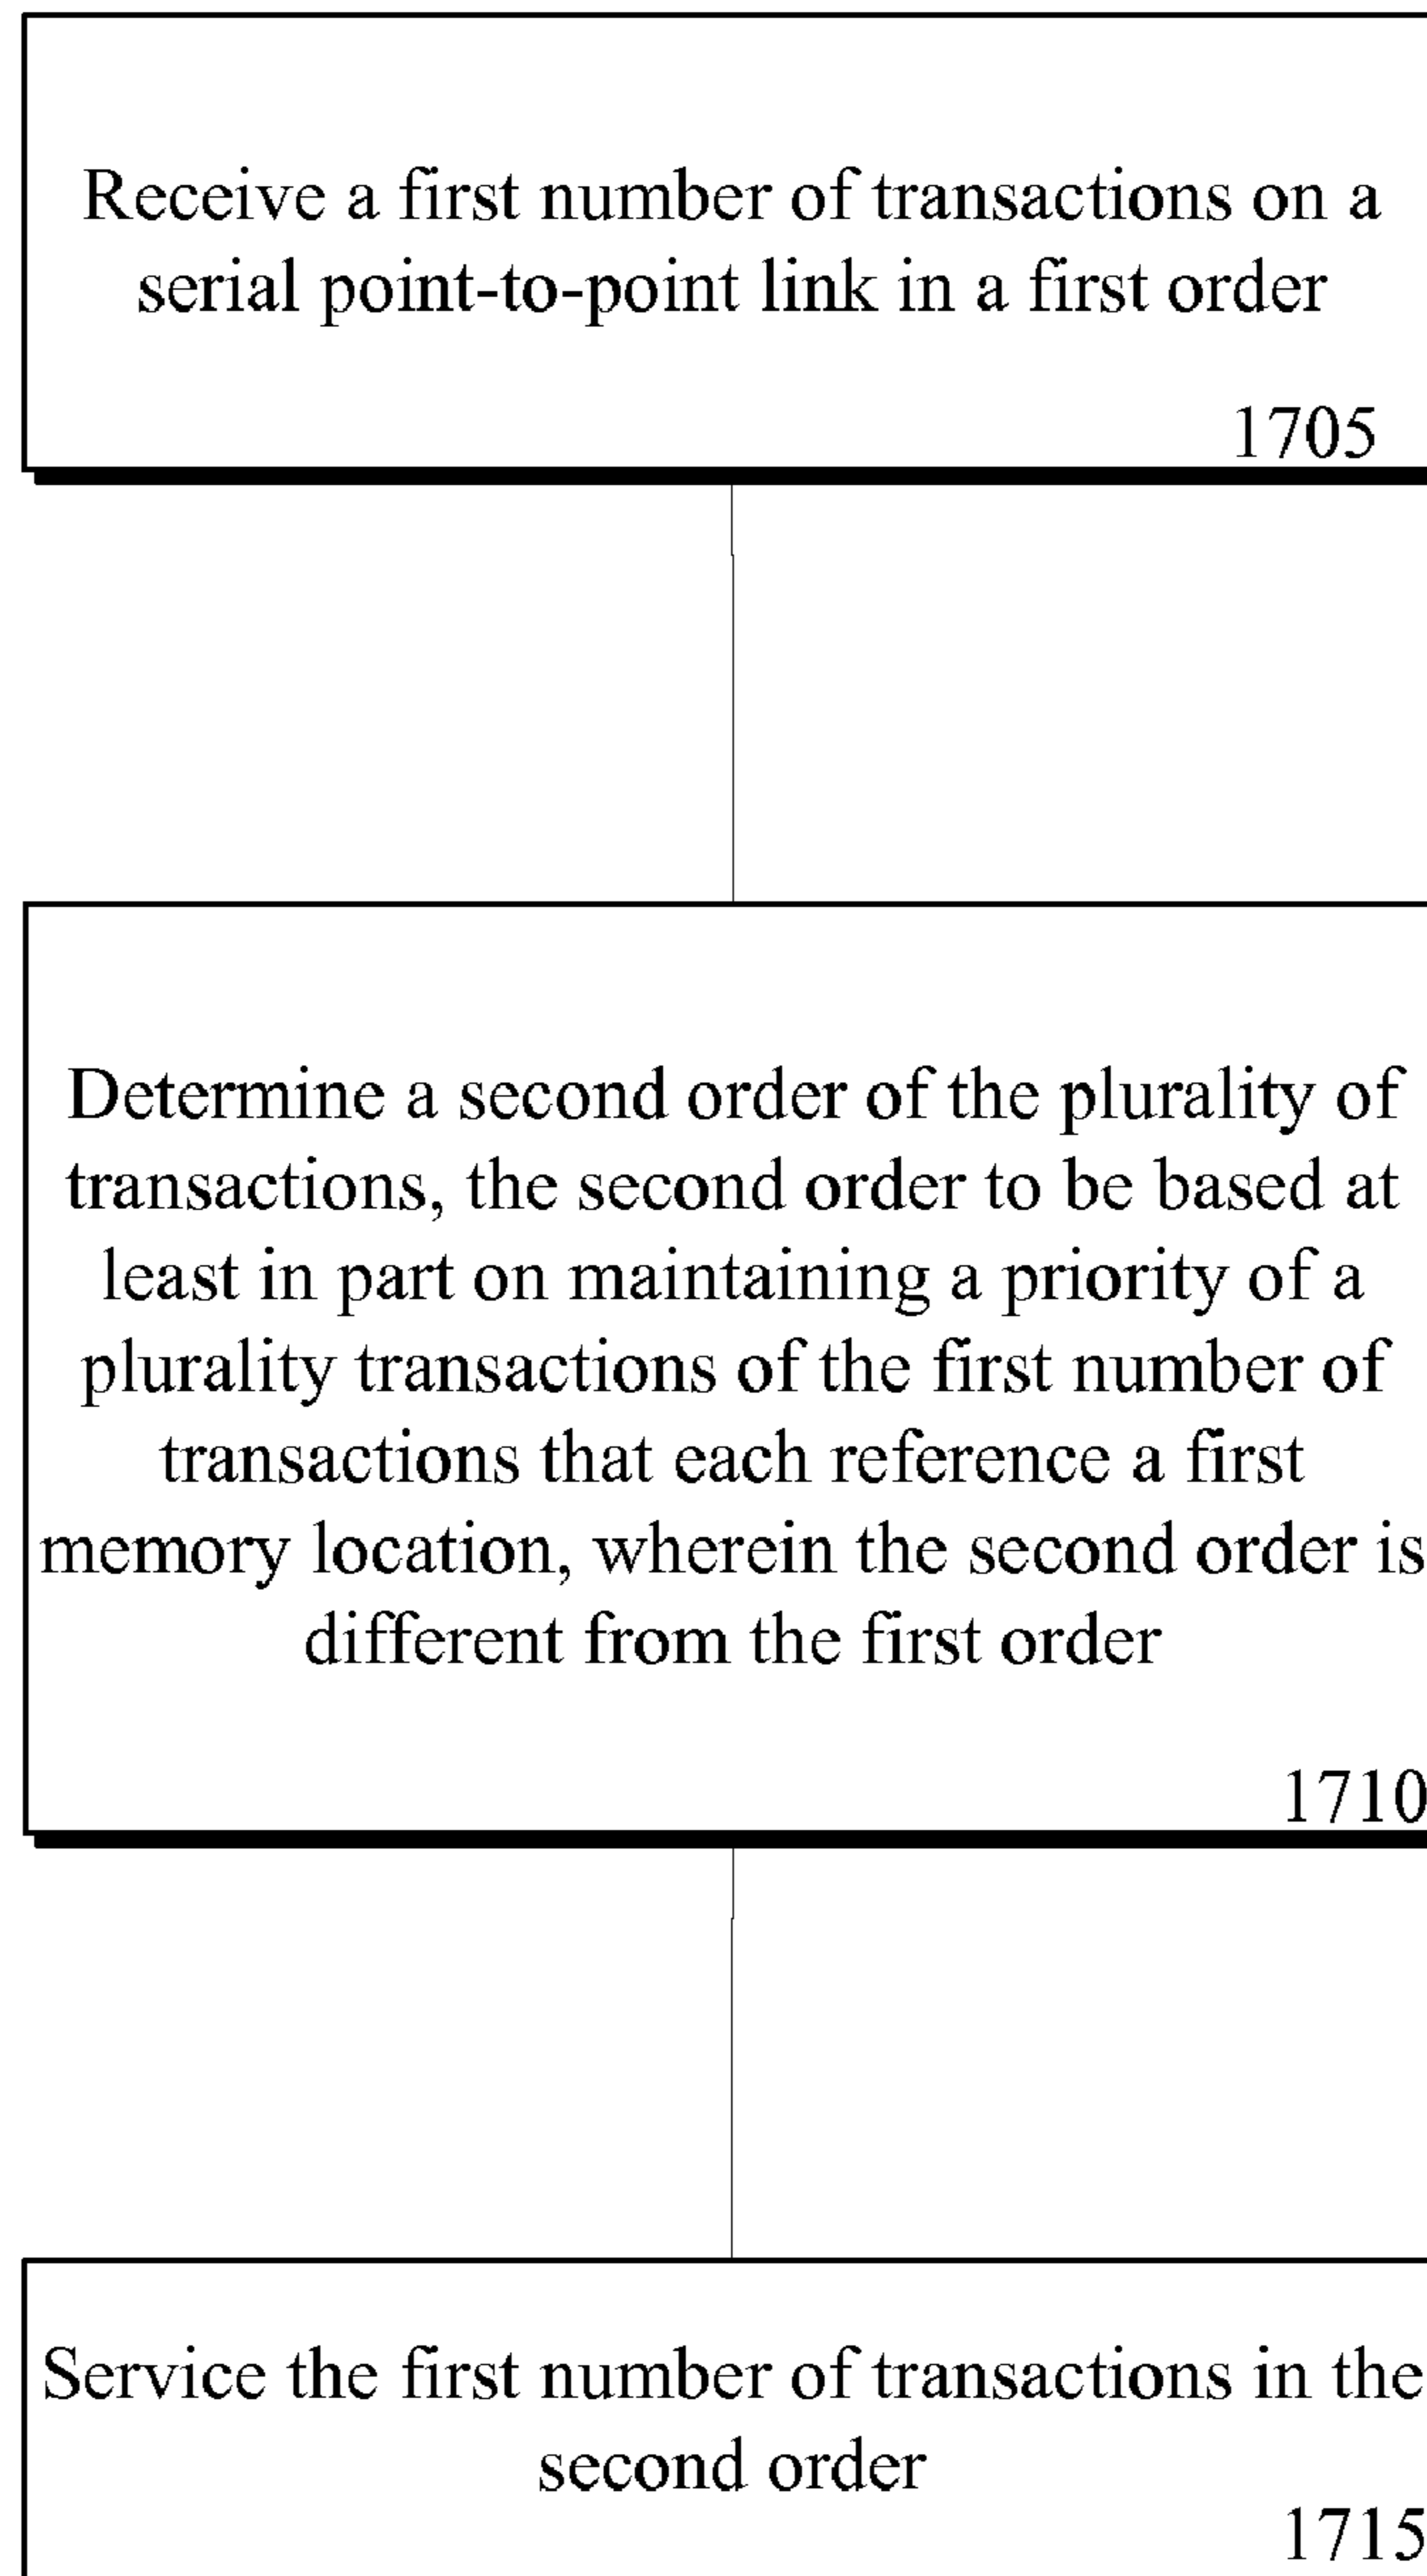 Receive a first number of transactions on a
serial point-to-point link in a first order
1705
Determine a second order of the plurality of
transactions, the second order to be based at
least in part on maintaining a priority of a
plurality transactions of the first number of
transactions that each reference a first
memory location, wherein the second order is
different from the first order
1710
Service the first number of transactions in the
second order
1715